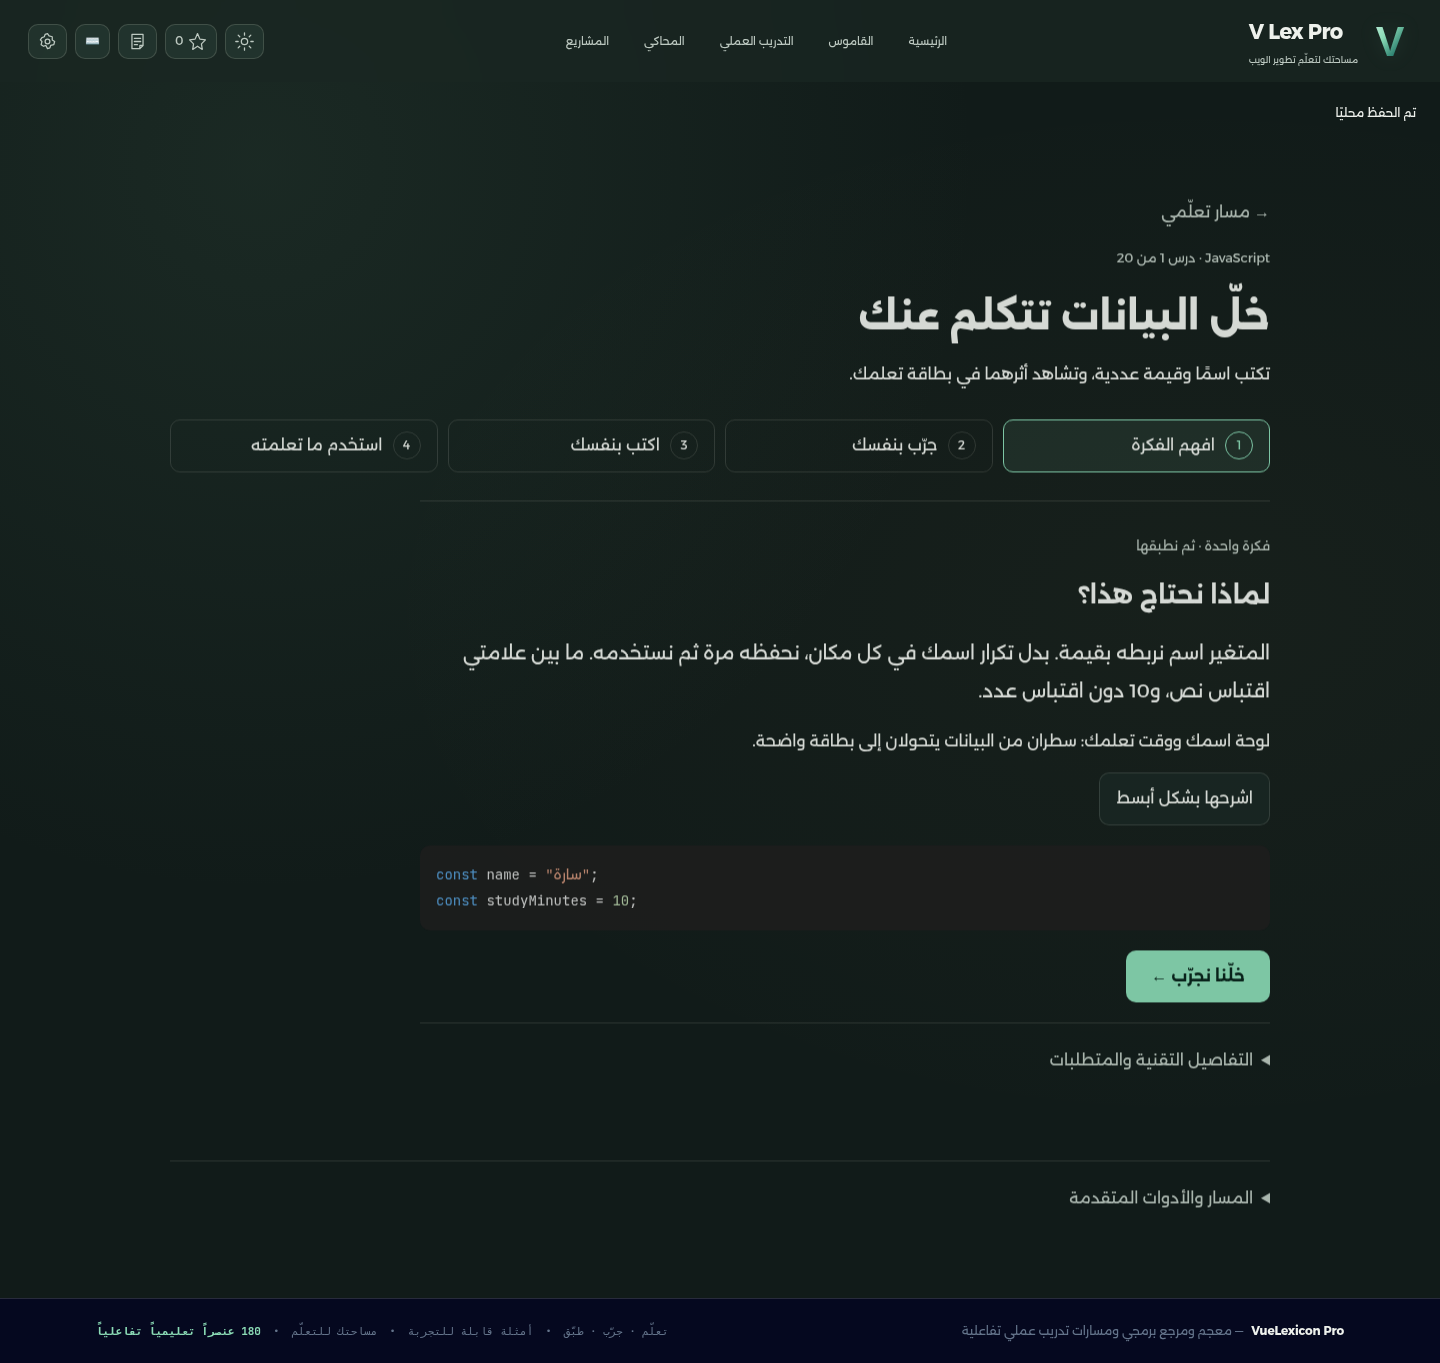 V
V Lex Pro
مساحتك لتعلّم تطوير الويب
الرئيسية
القاموس
التدريب العملي
المحاكي
المشاريع
0
تم الحفظ محليًا
→ مسار تعلّمي
JavaScript · درس 1 من 20
خلّ البيانات تتكلم عنك
تكتب اسمًا وقيمة عددية، وتشاهد أثرهما في بطاقة تعلمك.
1 افهم الفكرة
2 جرّب بنفسك
3 اكتب بنفسك
4 استخدم ما تعلمته
فكرة واحدة · ثم نطبقها
لماذا نحتاج هذا؟
المتغير اسم نربطه بقيمة. بدل تكرار اسمك في كل مكان، نحفظه مرة ثم نستخدمه. ما بين علامتي
اقتباس نص، و10 دون اقتباس عدد.
لوحة اسمك ووقت تعلمك: سطران من البيانات يتحولان إلى بطاقة واضحة.
اشرحها بشكل أبسط
const name = "سارة";
const studyMinutes = 10;
خلّنا نجرّب ←
التفاصيل التقنية والمتطلبات
المسار والأدوات المتقدمة
VueLexicon Pro — معجم ومرجع برمجي ومسارات تدريب عملي تفاعلية
تعلّم · جرّب · طبّق • أمثلة قابلة للتجربة • مساحتك للتعلّم • 180 عنصراً تعليمياً تفاعلياً